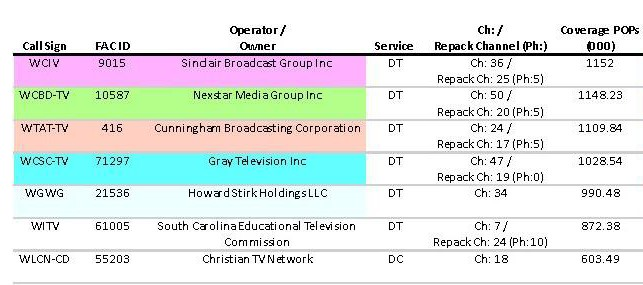 Operator / Ch: / Coverage POPs
Call Sign FAC ID Owner Service Repack Channel (Ph:) (000)
WCIV 9015 Sinclair Broadcast Group Inc DT Ch: 36 / 1152
Repack Ch: 25 (Ph:5)
WCBD-TV 10587 Nexstar Media Group Inc DT Ch: 50 / 1148.23
Repack Ch: 20 (Ph:5)
WTAT-TV 416 Cunningham Broadcasting Corporation DT Ch: 24 / 1109.84
Repack Ch: 17 (Ph:5)
WCSC-TV 71297 Gray Television Inc DT Ch: 47 / 1028.54
Repack Ch: 19 (Ph:0)
WGWG 21536 Howard Stirk Holdings LLC DT Ch: 34 990.48
WITV 61005 South Carolina Educational Television DT Ch: 7 / 872.38
Commission Repack Ch: 24 (Ph:10)
WLCN-CD 55203 Christian TV Network DC Ch: 18 603.49